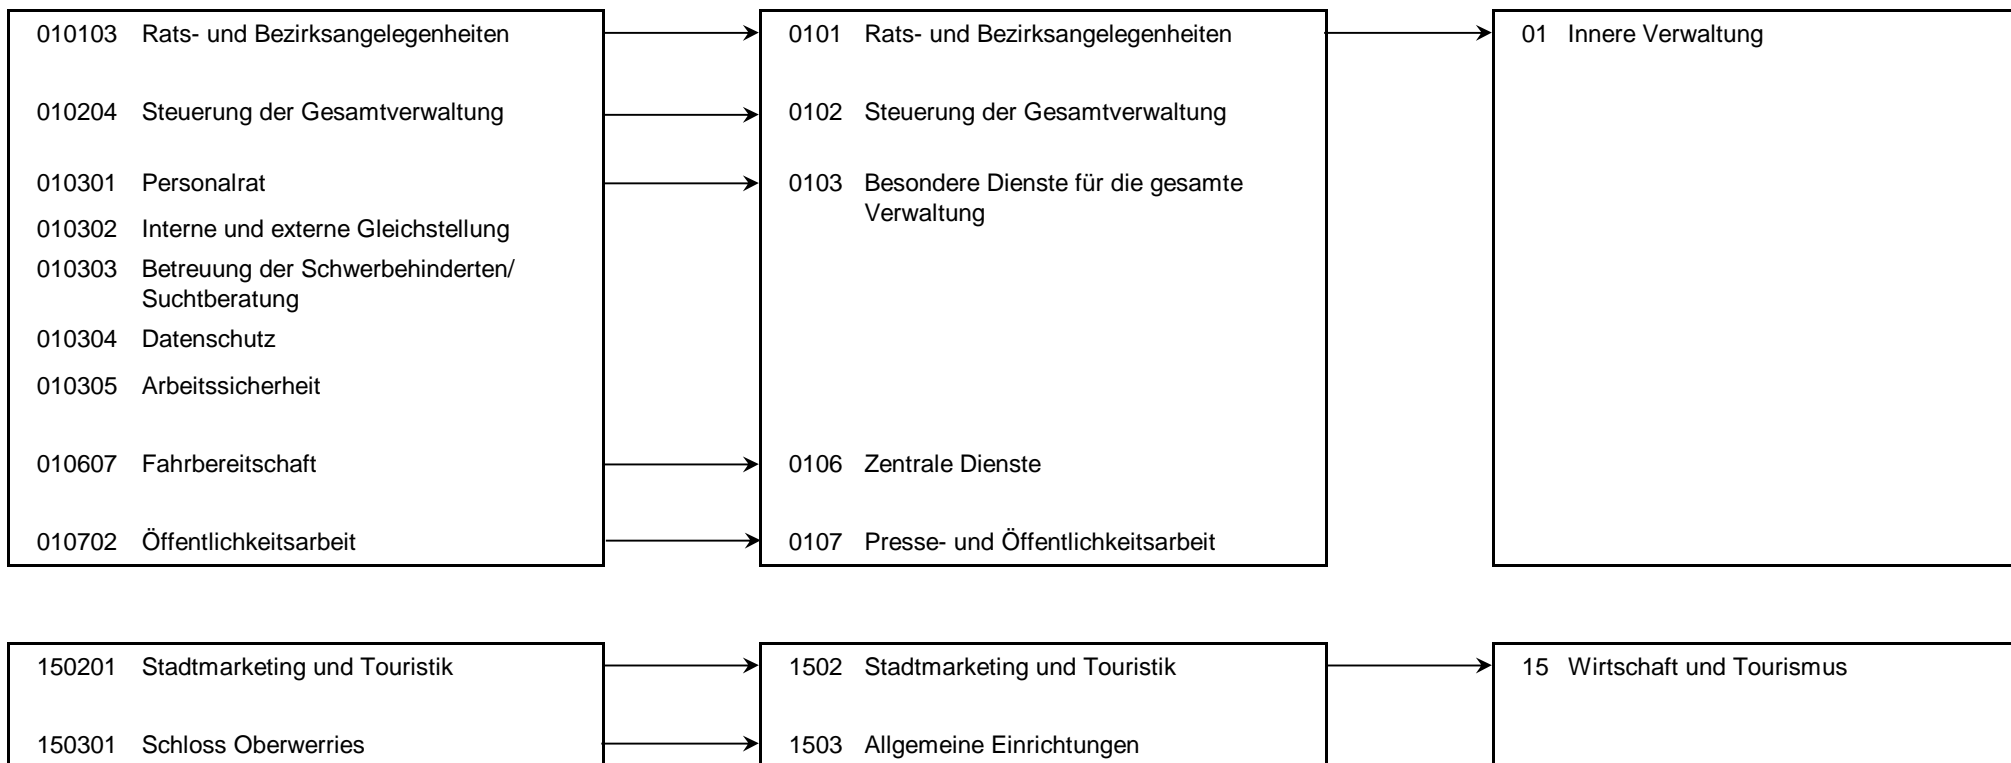 010103 Rats- und Bezirksangelegenheiten 0101 Rats- und Bezirksangelegenheiten 01 Innere Verwaltung
010204 Steuerung der Gesamtverwaltung 0102 Steuerung der Gesamtverwaltung
010301 Personalrat 0103 Besondere Dienste für die gesamte
Verwaltung
010302 Interne und externe Gleichstellung
010303 Betreuung der Schwerbehinderten/
Suchtberatung
010304 Datenschutz
010305 Arbeitssicherheit
010607 Fahrbereitschaft 0106 Zentrale Dienste
010702 Öffentlichkeitsarbeit 0107 Presse- und Öffentlichkeitsarbeit
150201 Stadtmarketing und Touristik 1502 Stadtmarketing und Touristik 15 Wirtschaft und Tourismus
150301 Schloss Oberwerries 1503 Allgemeine Einrichtungen